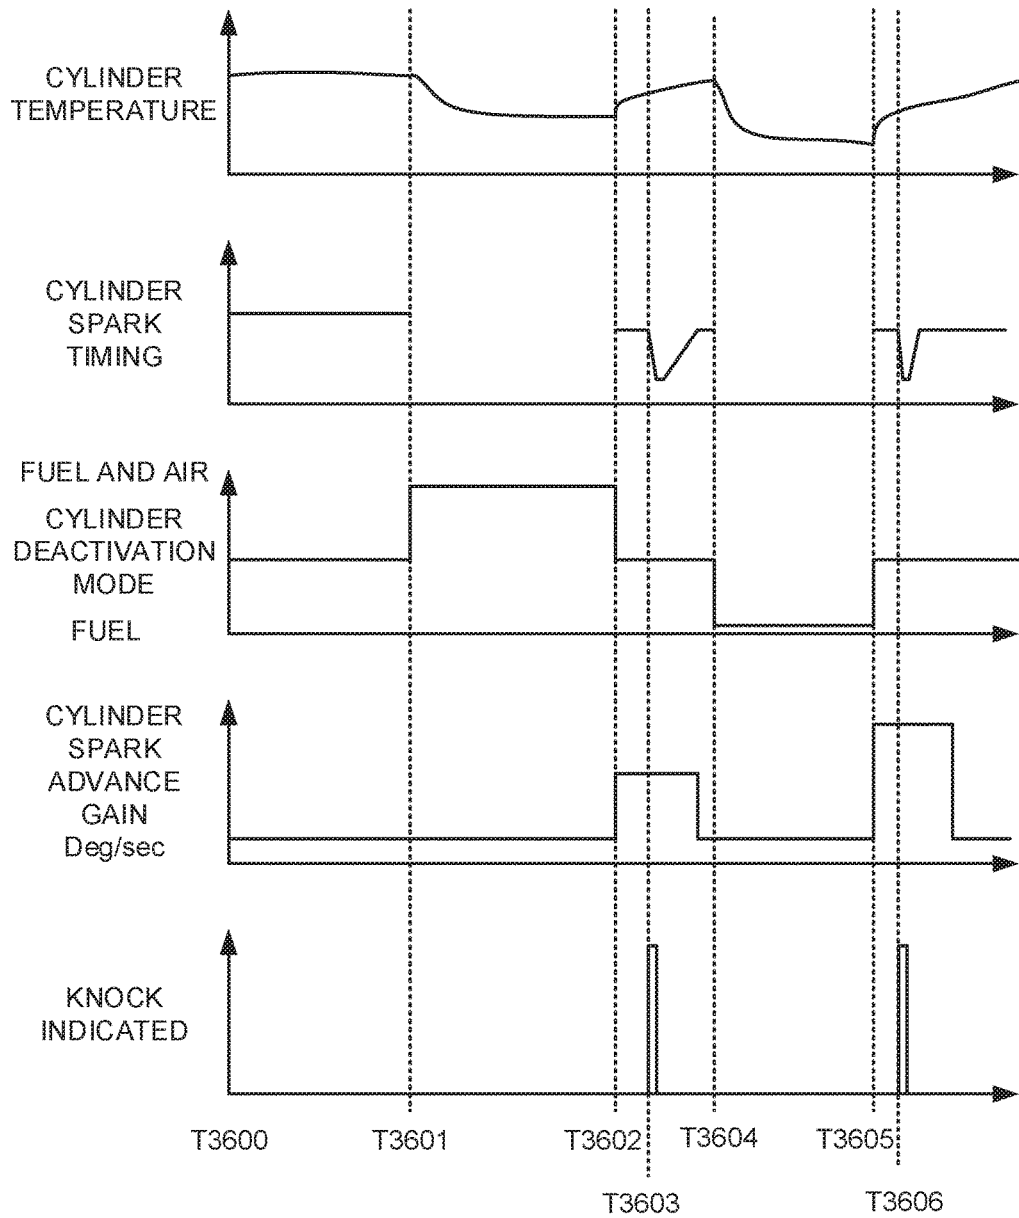 CYLINDER
TEMPERATURE
CYLINDER
SPARK
TIMING
FUEL AND AIR
CYLINDER
DEACTIVATION
MODE
FUEL
CYLINDER
SPARK
ADVANCE
GAIN
Deg/sec
KNOCK
INDICATED
T3600 T3601 T3602 T3604 T3605
T3603 T3606